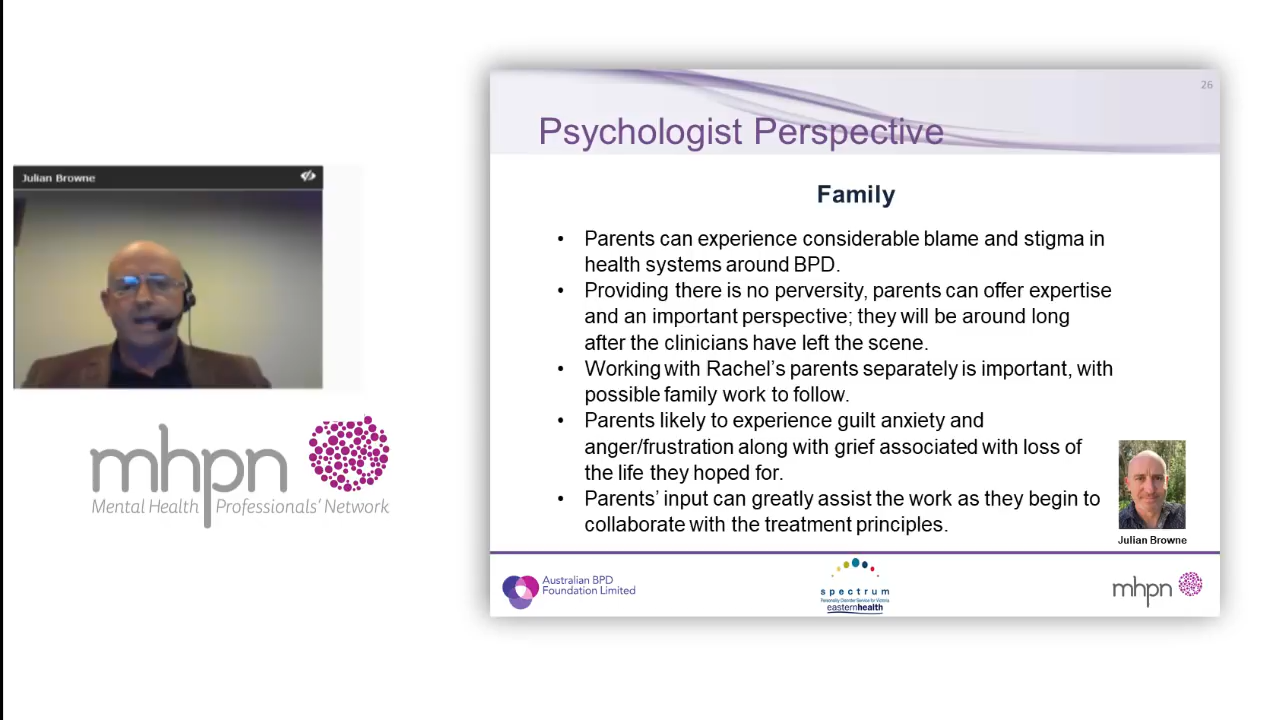 Julian Browne
mhpn
Mental Health Professionals' Network
26
Psychologist Perspective
Family
• Parents can experience considerable blame and stigma in
health systems around BPD.
• Providing there is no perversity, parents can offer expertise
and an important perspective; they will be around long
after the clinicians have left the scene.
• Working with Rachel's parents separately is important, with
possible family work to follow.
• Parents likely to experience guilt anxiety and
anger/frustration along with grief associated with loss of
the life they hoped for.
• Parents' input can greatly assist the work as they begin to
collaborate with the treatment principles.
Julian Browne
Australian BPD
Foundation Limited
spectrum
Personality Disorder Service for Victoria
easternhealth
mhpn